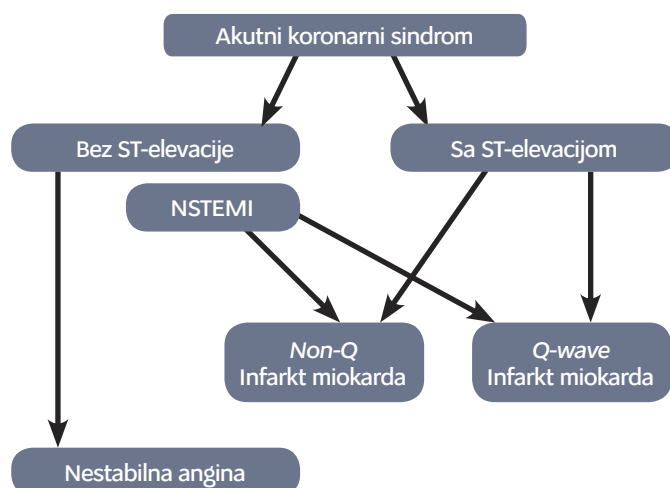 Akutni koronarni sindrom
Bez ST-elevacije
Sa ST-elevacijom
NSTEMI
Non-Q
Infarkt miokarda
Q-wave
Infarkt miokarda
Nestabilna angina